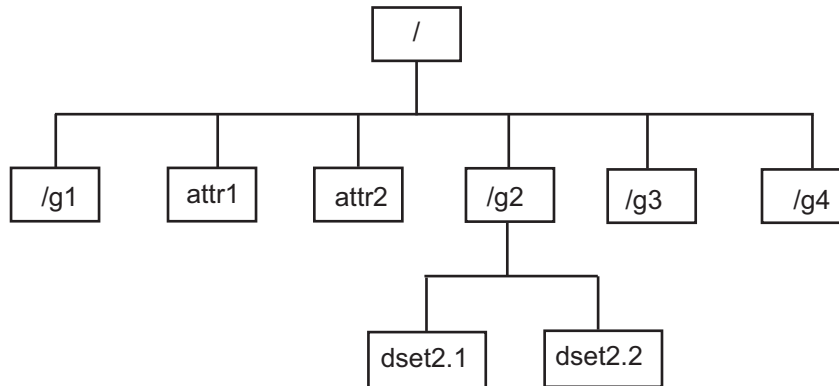 /
/g1
attr1
attr2
/g2
/g3
/g4
dset2.1
dset2.2